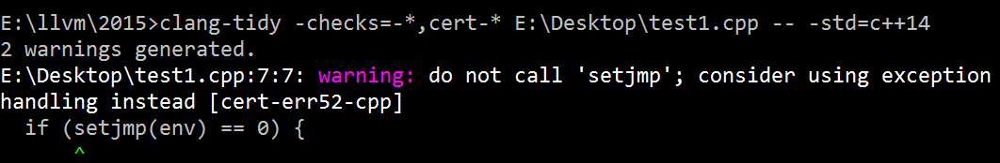 E:\llvm\2015>clang-tidy -checks=-*,cert-* E:\Desktop\test1.cpp -- -std=c++14
2 warnings generated.
E:\Desktop\test1.cpp:7:7: warning: do not call 'setjmp'; consider using exception
handling instead [cert-err52-cpp]
  if (setjmp(env) == 0) {
      ^